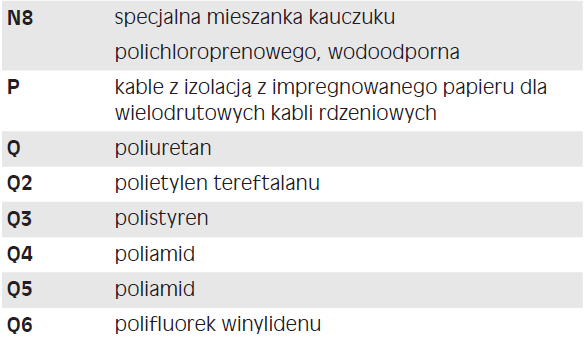 N8 specjalna mieszanka kauczuku
polichloroprenowego, wodoodporna
P kable z izolacją z impregnowanego papieru dla
wielodrutowych kabli rdzeniowych
Q poliuretan
Q2 polietylen tereftalanu
Q3 polistyren
Q4 poliamid
Q5 poliamid
Q6 polifluorek winylidenu